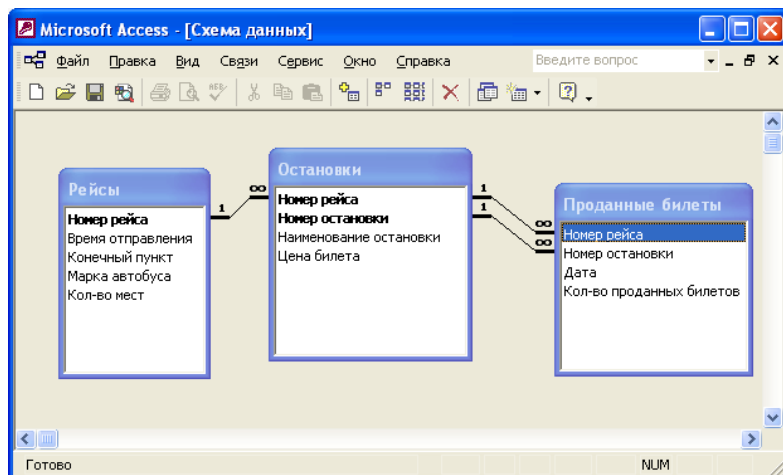 Microsoft Access - [Схема данных]
Файл Правка Вид Связи Сервис Окно Справка Введите вопрос
Рейсы
Номер рейса
Время отправления
Конечный пункт
Марка автобуса
Кол-во мест
1 ∞
Остановки
Номер рейса
Номер остановки
Наименование остановки
Цена билета
1 ∞
1 ∞
Проданные билеты
Номер рейса
Номер остановки
Дата
Кол-во проданных билетов
Готово NUM